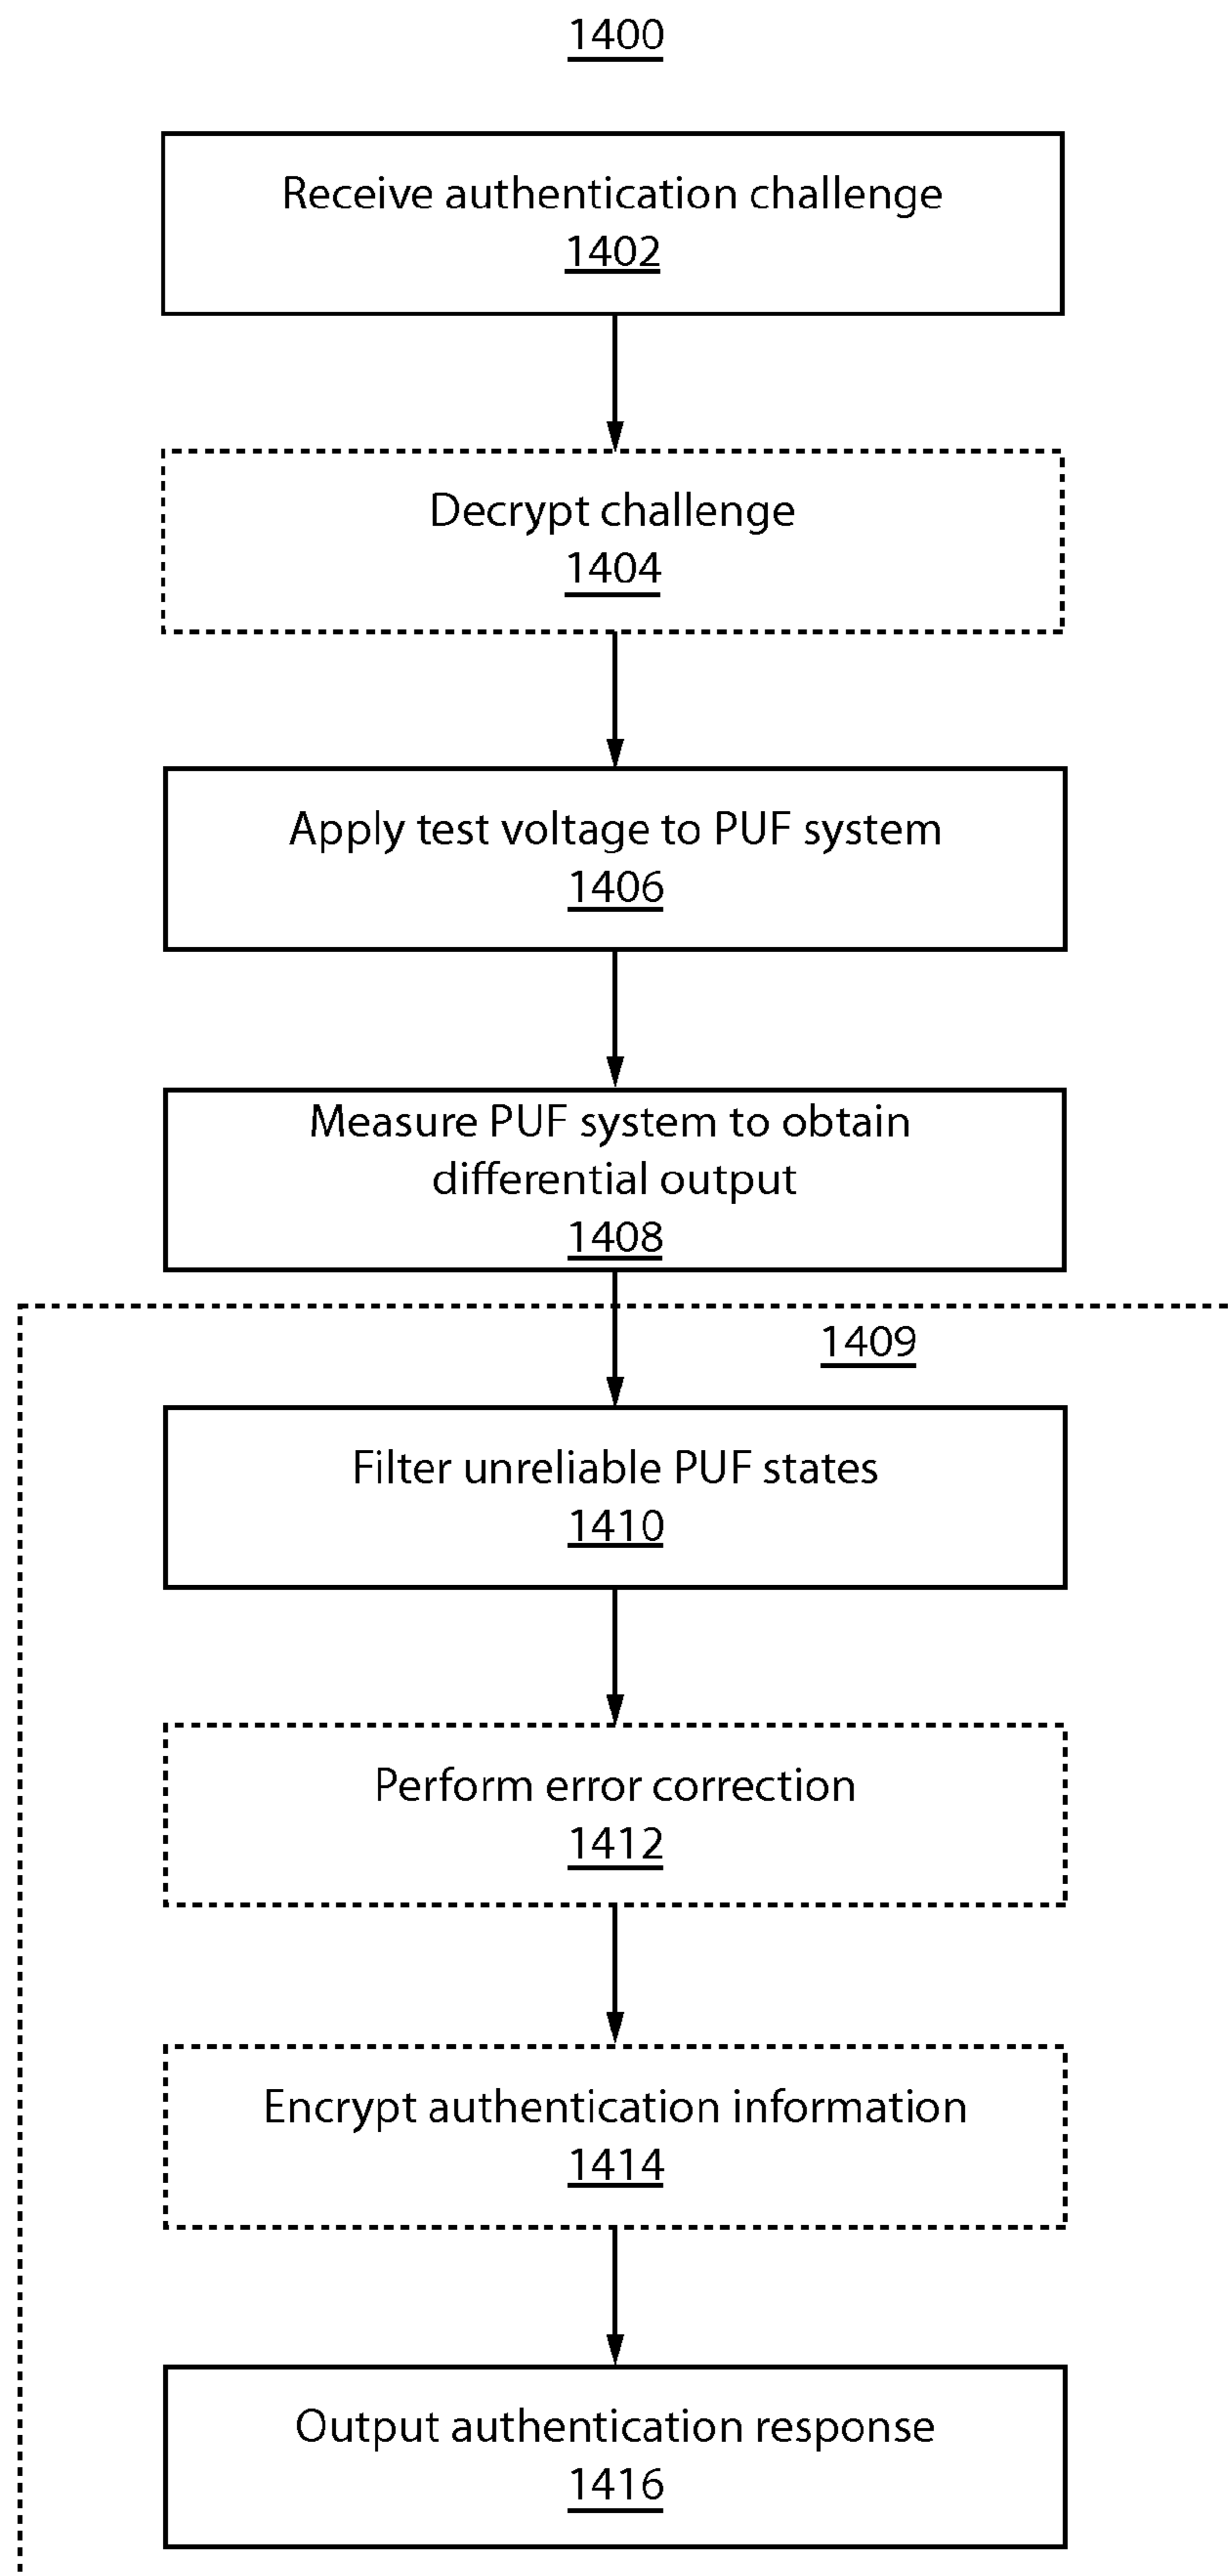 1400
Receive authentication challenge
1402
Decrypt challenge
1404
Apply test voltage to PUF system
1406
Measure PUF system to obtain
differential output
1408
1409
Filter unreliable PUF states
1410
Perform error correction
1412
Encrypt authentication information
1414
Output authentication response
1416